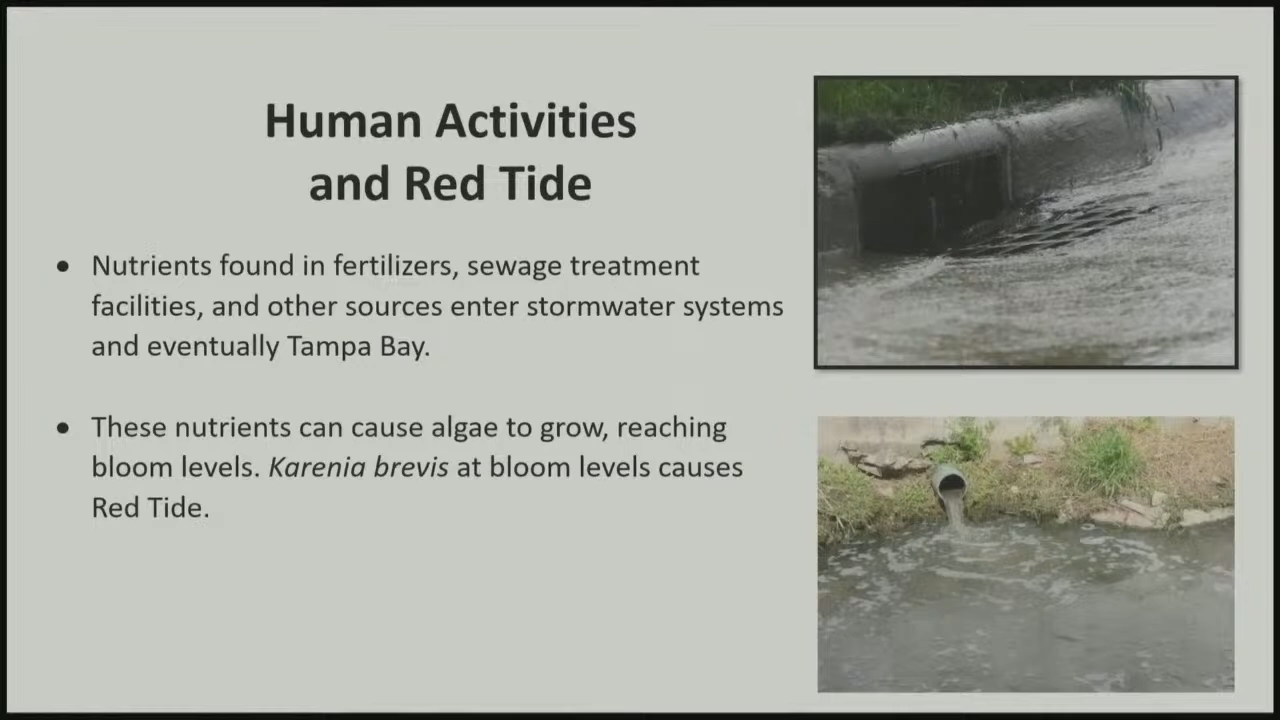 Human Activities
and Red Tide
• Nutrients found in fertilizers, sewage treatment
facilities, and other sources enter stormwater systems
and eventually Tampa Bay.
• These nutrients can cause algae to grow, reaching
bloom levels. Karenia brevis at bloom levels causes
Red Tide.